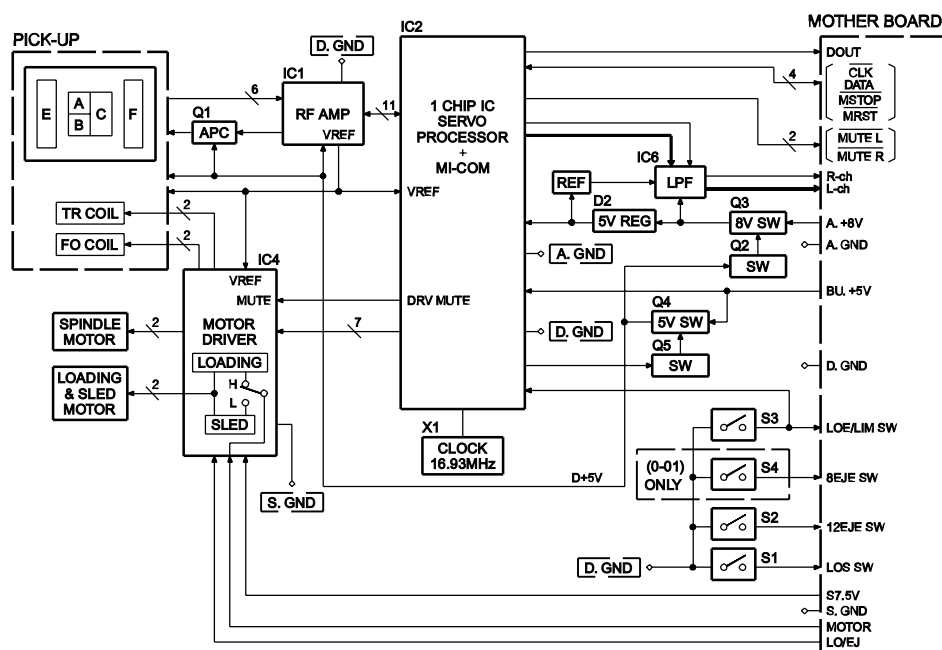 PICK-UP
E
A
B
C
F
TR COIL
2
FO COIL
2
6
Q1
APC
D. GND
IC1
RF AMP
VREF
11
IC2
1 CHIP IC
SERVO
PROCESSOR
+
MI-COM
VREF
DRV MUTE
IC4
VREF
MUTE
MOTOR
DRIVER
LOADING
H
L
SLED
7
SPINDLE
MOTOR
2
LOADING
& SLED
MOTOR
2
S. GND
X1
CLOCK
16.93MHz
D+5V
IC6
LPF
REF
D2
5V REG
Q3
8V SW
Q2
SW
A. GND
D. GND
Q4
5V SW
Q5
SW
S3
(0-01)
ONLY
S4
S2
S1
D. GND
MOTHER BOARD
DOUT
4
CLK
DATA
MSTOP
MRST
2
MUTE L
MUTE R
R-ch
L-ch
A. +8V
A. GND
BU. +5V
D. GND
LOE/LIM SW
8EJE SW
12EJE SW
LOS SW
S7.5V
S. GND
MOTOR
LO/EJ